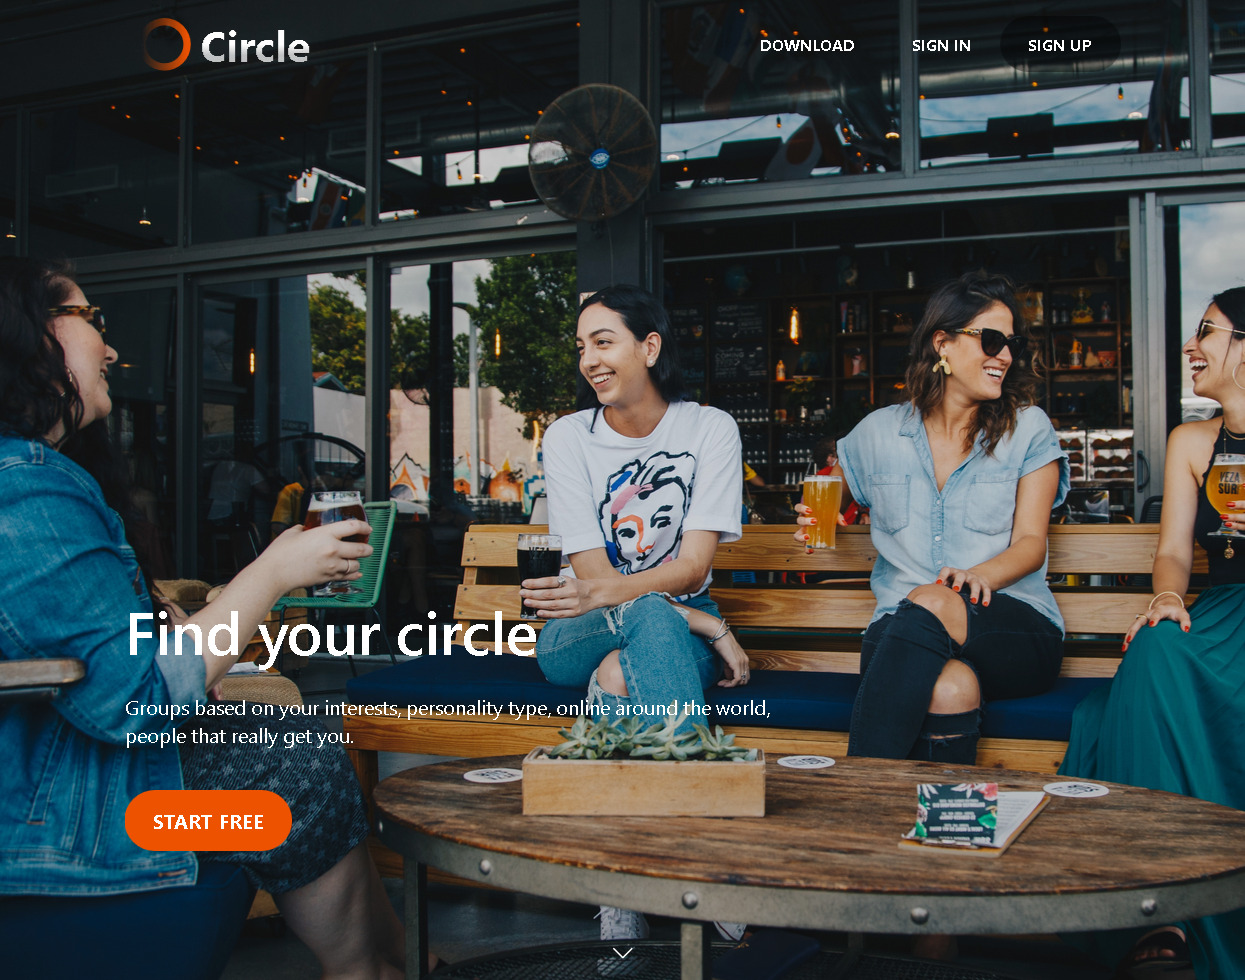 Circle
DOWNLOAD
SIGN IN
SIGN UP
Find your circle
Groups based on your interests, personality type, online around the world,
people that really get you.
START FREE